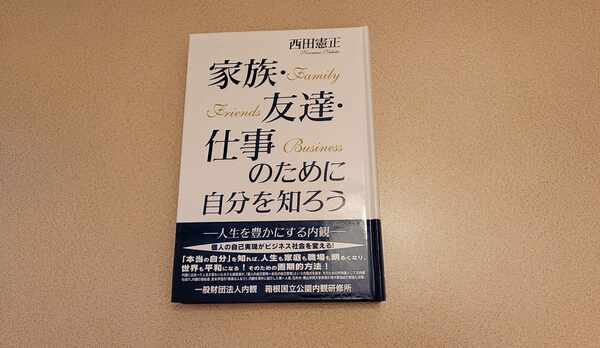 西田憲正
家族・Family
Friends 友達・
仕事 Business
のために
自分を知ろう
―人生を豊かにする内観―
個人の自己実現がビジネス社会を変える!
「本当の自分」を知れば、人生も家庭も職場も明るくなり、
世界も平和になる!そのための画期的方法!
一般財団法人内観 箱根国立公園内観研修所